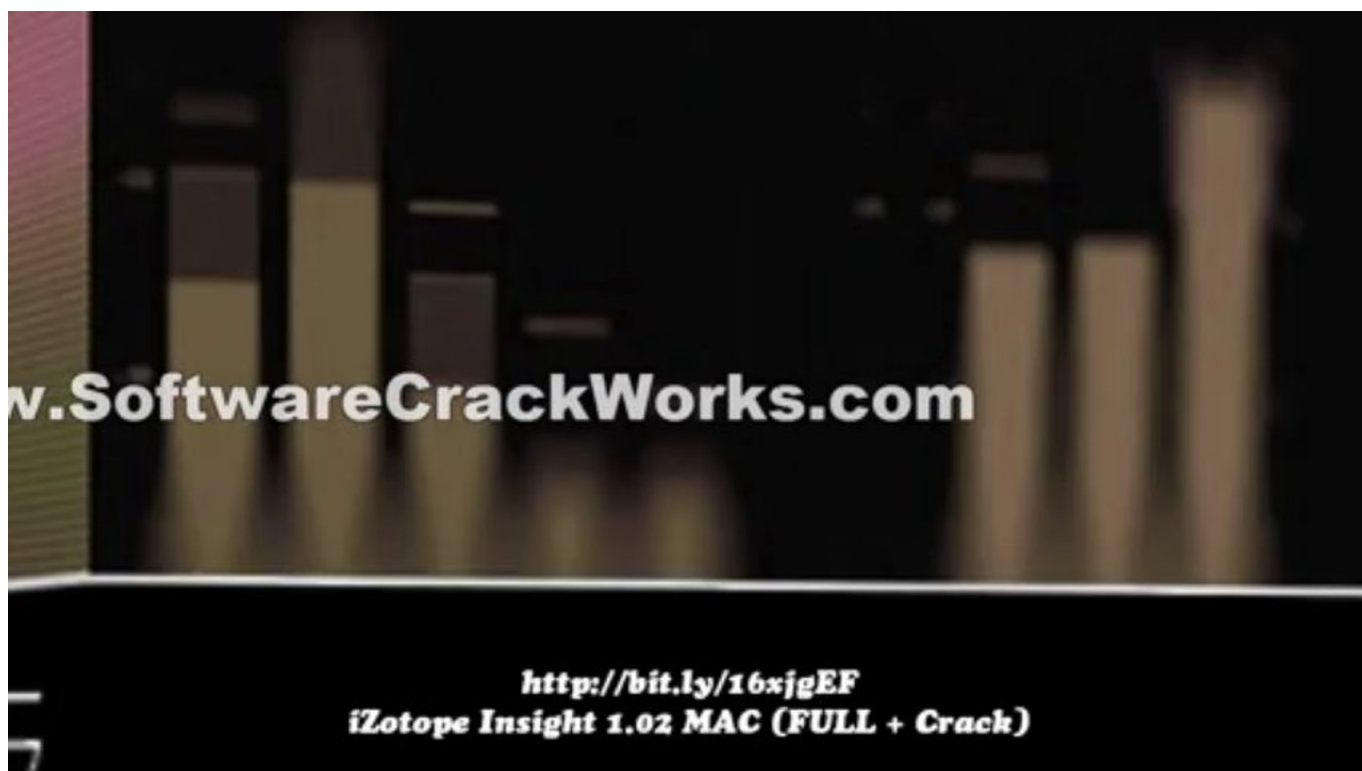 w.SoftwareCrackWorks.com
http://bit.ly/16xjgEF
iZotope Insight 1.02 MAC (FULL + Crack)